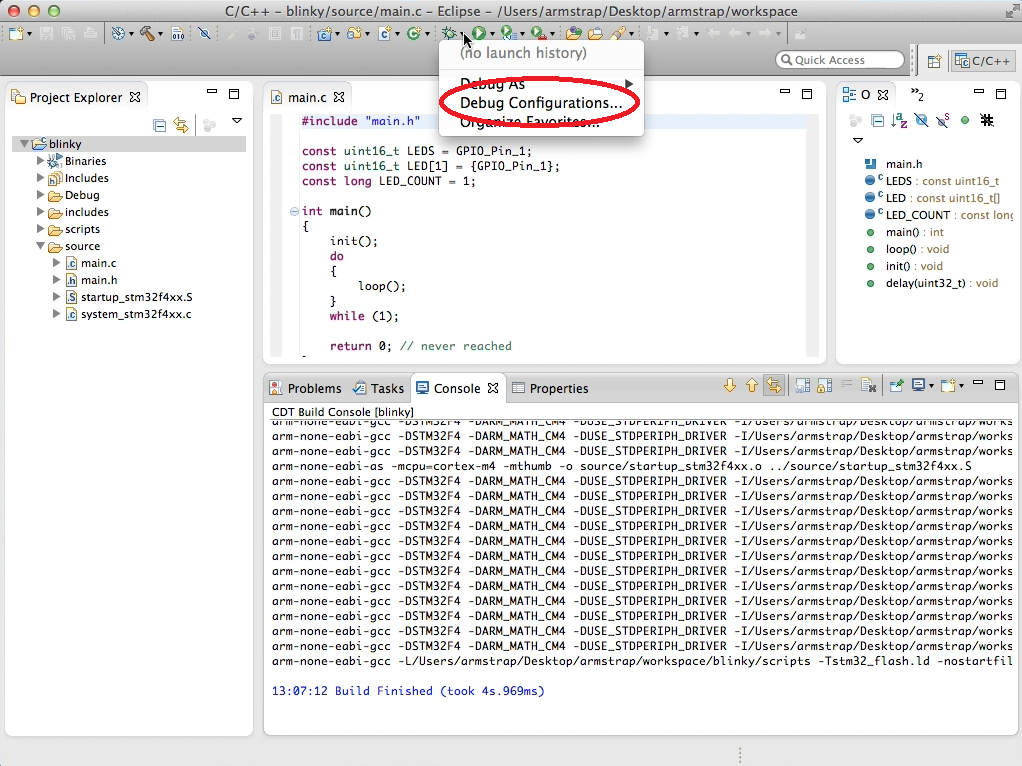 C/C++ – blinky/source/main.c – Eclipse – /Users/armstrap/Desktop/armstrap/workspace
(no launch history)
Debug As
Debug Configurations...
Organize Favorites...
Quick Access
C/C++
Project Explorer
blinky
Binaries
Includes
Debug
includes
scripts
source
main.c
main.h
startup_stm32f4xx.S
system_stm32f4xx.c
main.c
#include "main.h"
const uint16_t LEDS = GPIO_Pin_1;
const uint16_t LED[1] = {GPIO_Pin_1};
const long LED_COUNT = 1;
int main()
{
init();
do
{
loop();
}
while (1);
return 0; // never reached
O
2
main.h
LEDS : const uint16_t
LED : const uint16_t[]
LED_COUNT : const long
main() : int
loop() : void
init() : void
delay(uint32_t) : void
Problems Tasks Console Properties
CDT Build Console [blinky]
arm-none-eabi-gcc -DSTM32F4 -DARM_MATH_CM4 -DUSE_STDPERIPH_DRIVER -I/Users/armstrap/Desktop/armstrap/works
arm-none-eabi-gcc -DSTM32F4 -DARM_MATH_CM4 -DUSE_STDPERIPH_DRIVER -I/Users/armstrap/Desktop/armstrap/works
arm-none-eabi-gcc -DSTM32F4 -DARM_MATH_CM4 -DUSE_STDPERIPH_DRIVER -I/Users/armstrap/Desktop/armstrap/works
arm-none-eabi-as -mcpu=cortex-m4 -mthumb -o source/startup_stm32f4xx.o ../source/startup_stm32f4xx.S
arm-none-eabi-gcc -DSTM32F4 -DARM_MATH_CM4 -DUSE_STDPERIPH_DRIVER -I/Users/armstrap/Desktop/armstrap/works
arm-none-eabi-gcc -DSTM32F4 -DARM_MATH_CM4 -DUSE_STDPERIPH_DRIVER -I/Users/armstrap/Desktop/armstrap/works
arm-none-eabi-gcc -DSTM32F4 -DARM_MATH_CM4 -DUSE_STDPERIPH_DRIVER -I/Users/armstrap/Desktop/armstrap/works
arm-none-eabi-gcc -DSTM32F4 -DARM_MATH_CM4 -DUSE_STDPERIPH_DRIVER -I/Users/armstrap/Desktop/armstrap/works
arm-none-eabi-gcc -DSTM32F4 -DARM_MATH_CM4 -DUSE_STDPERIPH_DRIVER -I/Users/armstrap/Desktop/armstrap/works
arm-none-eabi-gcc -DSTM32F4 -DARM_MATH_CM4 -DUSE_STDPERIPH_DRIVER -I/Users/armstrap/Desktop/armstrap/works
arm-none-eabi-gcc -DSTM32F4 -DARM_MATH_CM4 -DUSE_STDPERIPH_DRIVER -I/Users/armstrap/Desktop/armstrap/works
arm-none-eabi-gcc -DSTM32F4 -DARM_MATH_CM4 -DUSE_STDPERIPH_DRIVER -I/Users/armstrap/Desktop/armstrap/works
arm-none-eabi-gcc -DSTM32F4 -DARM_MATH_CM4 -DUSE_STDPERIPH_DRIVER -I/Users/armstrap/Desktop/armstrap/works
arm-none-eabi-gcc -DSTM32F4 -DARM_MATH_CM4 -DUSE_STDPERIPH_DRIVER -I/Users/armstrap/Desktop/armstrap/works
arm-none-eabi-gcc -DSTM32F4 -DARM_MATH_CM4 -DUSE_STDPERIPH_DRIVER -I/Users/armstrap/Desktop/armstrap/works
arm-none-eabi-gcc -DSTM32F4 -DARM_MATH_CM4 -DUSE_STDPERIPH_DRIVER -I/Users/armstrap/Desktop/armstrap/works
arm-none-eabi-gcc -L/Users/armstrap/Desktop/armstrap/workspace/blinky/scripts -Tstm32_flash.ld -nostartfil
13:07:12 Build Finished (took 4s.969ms)